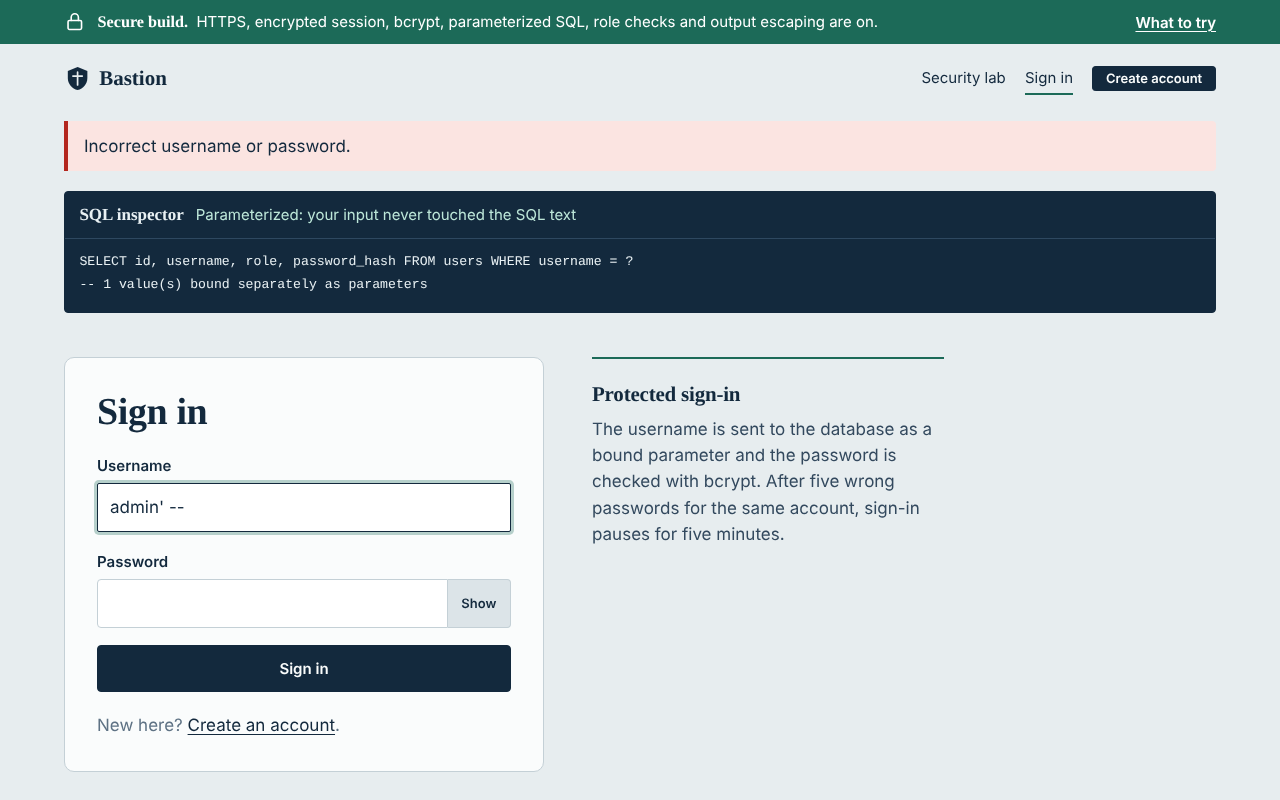 Secure build. HTTPS, encrypted session, bcrypt, parameterized SQL, role checks and output escaping are on.
What to try
Bastion
Security lab
Sign in
Create account
Incorrect username or password.
SQL inspector Parameterized: your input never touched the SQL text
SELECT id, username, role, password_hash FROM users WHERE username = ?
-- 1 value(s) bound separately as parameters
Sign in
Username
admin' --
Password
Show
Sign in
New here? Create an account.
Protected sign-in
The username is sent to the database as a
bound parameter and the password is
checked with bcrypt. After five wrong
passwords for the same account, sign-in
pauses for five minutes.